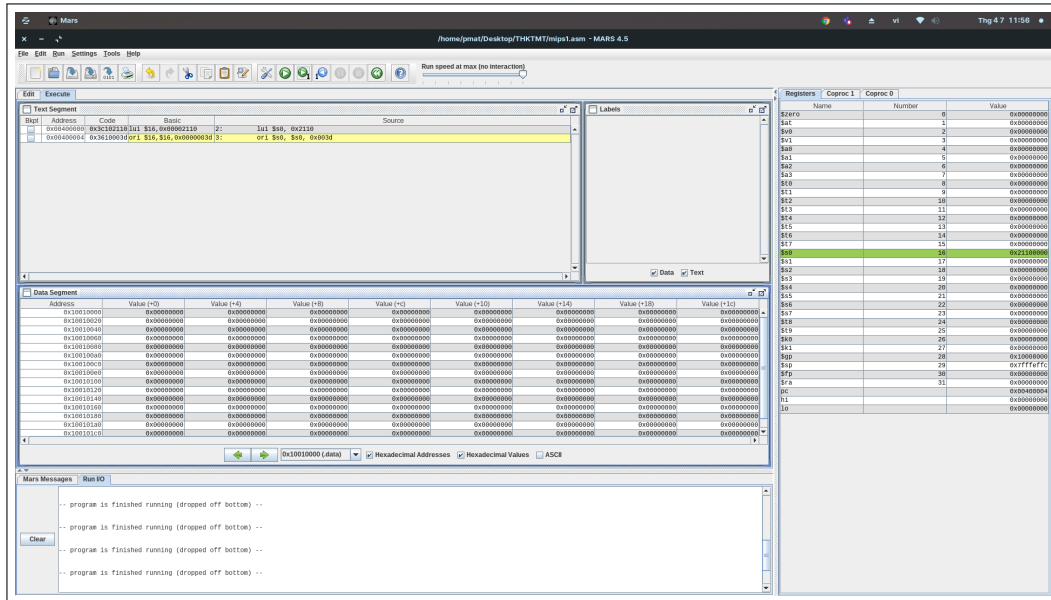 Mars
vi
Thg 4 7 11:56
/home/pmat/Desktop/THKTMT/mips1.asm - MARS 4.5
File Edit Run Settings Tools Help
Run speed at max (no interaction)
Edit Execute
Text Segment
Bkpt Address Code Basic Source
0x00400000 0x3c102110 lui $16,0x00002110 2: lui $s0, 0x2110
0x00400004 0x3610003d ori $16,$16,0x0000003d 3: ori $s0, $s0, 0x003d
Labels
Data Text
Data Segment
Address Value (+0) Value (+4) Value (+8) Value (+c) Value (+10) Value (+14) Value (+18) Value (+1c)
0x10010000 0x00000000 0x00000000 0x00000000 0x00000000 0x00000000 0x00000000 0x00000000 0x00000000
0x10010020 0x00000000 0x00000000 0x00000000 0x00000000 0x00000000 0x00000000 0x00000000 0x00000000
0x10010040 0x00000000 0x00000000 0x00000000 0x00000000 0x00000000 0x00000000 0x00000000 0x00000000
0x10010060 0x00000000 0x00000000 0x00000000 0x00000000 0x00000000 0x00000000 0x00000000 0x00000000
0x10010080 0x00000000 0x00000000 0x00000000 0x00000000 0x00000000 0x00000000 0x00000000 0x00000000
0x100100a0 0x00000000 0x00000000 0x00000000 0x00000000 0x00000000 0x00000000 0x00000000 0x00000000
0x100100c0 0x00000000 0x00000000 0x00000000 0x00000000 0x00000000 0x00000000 0x00000000 0x00000000
0x100100e0 0x00000000 0x00000000 0x00000000 0x00000000 0x00000000 0x00000000 0x00000000 0x00000000
0x10010100 0x00000000 0x00000000 0x00000000 0x00000000 0x00000000 0x00000000 0x00000000 0x00000000
0x10010120 0x00000000 0x00000000 0x00000000 0x00000000 0x00000000 0x00000000 0x00000000 0x00000000
0x10010140 0x00000000 0x00000000 0x00000000 0x00000000 0x00000000 0x00000000 0x00000000 0x00000000
0x10010160 0x00000000 0x00000000 0x00000000 0x00000000 0x00000000 0x00000000 0x00000000 0x00000000
0x10010180 0x00000000 0x00000000 0x00000000 0x00000000 0x00000000 0x00000000 0x00000000 0x00000000
0x100101a0 0x00000000 0x00000000 0x00000000 0x00000000 0x00000000 0x00000000 0x00000000 0x00000000
0x100101c0 0x00000000 0x00000000 0x00000000 0x00000000 0x00000000 0x00000000 0x00000000 0x00000000
0x10010000 (.data) Hexadecimal Addresses Hexadecimal Values ASCII
Mars Messages Run I/O
-- program is finished running (dropped off bottom) --
-- program is finished running (dropped off bottom) --
Clear
-- program is finished running (dropped off bottom) --
-- program is finished running (dropped off bottom) --
Registers Coproc 1 Coproc 0
Name Number Value
$zero 0 0x00000000
$at 1 0x00000000
$v0 2 0x00000000
$v1 3 0x00000000
$a0 4 0x00000000
$a1 5 0x00000000
$a2 6 0x00000000
$a3 7 0x00000000
$t0 8 0x00000000
$t1 9 0x00000000
$t2 10 0x00000000
$t3 11 0x00000000
$t4 12 0x00000000
$t5 13 0x00000000
$t6 14 0x00000000
$t7 15 0x00000000
$s0 16 0x21100000
$s1 17 0x00000000
$s2 18 0x00000000
$s3 19 0x00000000
$s4 20 0x00000000
$s5 21 0x00000000
$s6 22 0x00000000
$s7 23 0x00000000
$t8 24 0x00000000
$t9 25 0x00000000
$k0 26 0x00000000
$k1 27 0x00000000
$gp 28 0x10008000
$sp 29 0x7fffeffc
$fp 30 0x00000000
$ra 31 0x00000000
pc 0x00400004
hi 0x00000000
lo 0x00000000